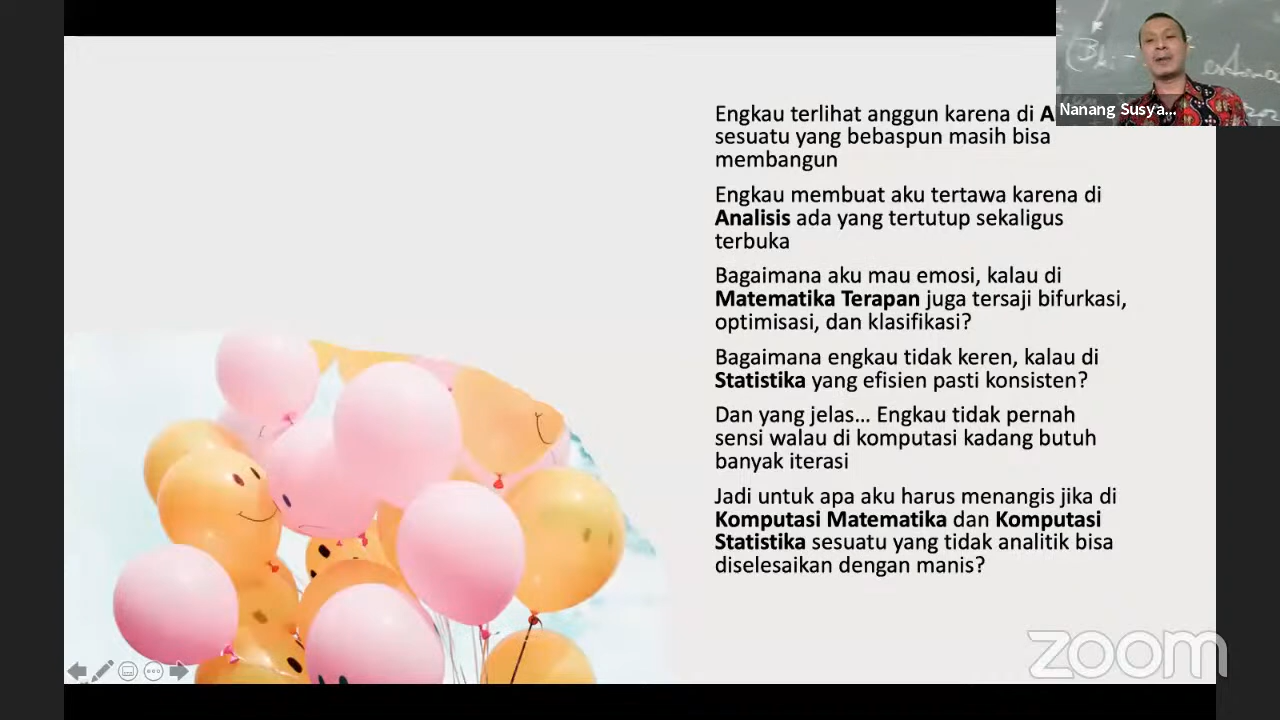 Engkau terlihat anggun karena di
sesuatu yang bebaspun masih bisa
membangun
Engkau membuat aku tertawa karena di
Analisis ada yang tertutup sekaligus
terbuka
Bagaimana aku mau emosi, kalau di
Matematika Terapan juga tersaji bifurkasi,
optimisasi, dan klasifikasi?
Bagaimana engkau tidak keren, kalau di
Statistika yang efisien pasti konsisten?
Dan yang jelas... Engkau tidak pernah
sensi walau di komputasi kadang butuh
banyak iterasi
Jadi untuk apa aku harus menangis jika di
Komputasi Matematika dan Komputasi
Statistika sesuatu yang tidak analitik bisa
diselesaikan dengan manis?
Nanang Susya...
zoom